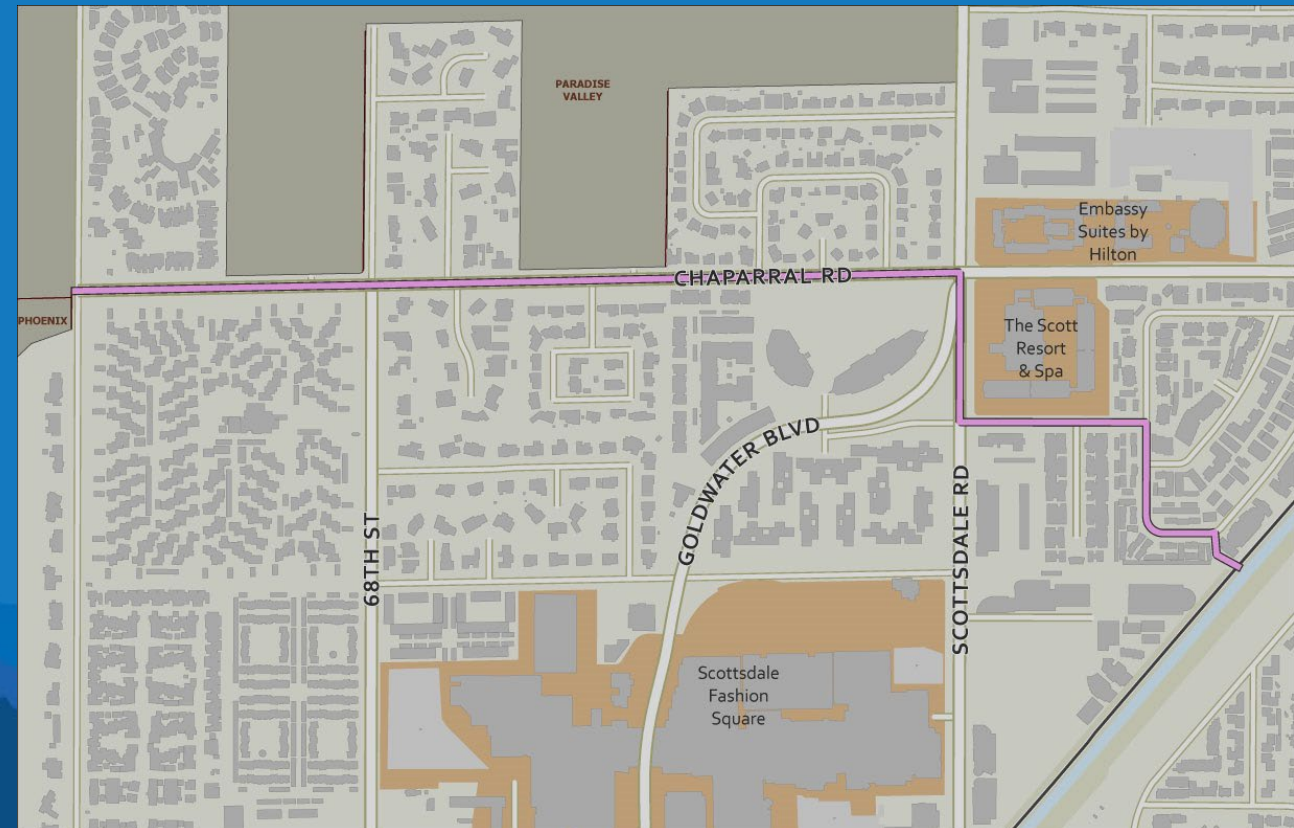 PARADISE
VALLEY
Embassy
Suites by
Hilton
CHAPARRAL RD
PHOENIX
The Scott
Resort
& Spa
GOLDWATER BLVD
68TH ST
SCOTTSDALE RD
Scottsdale
Fashion
Square